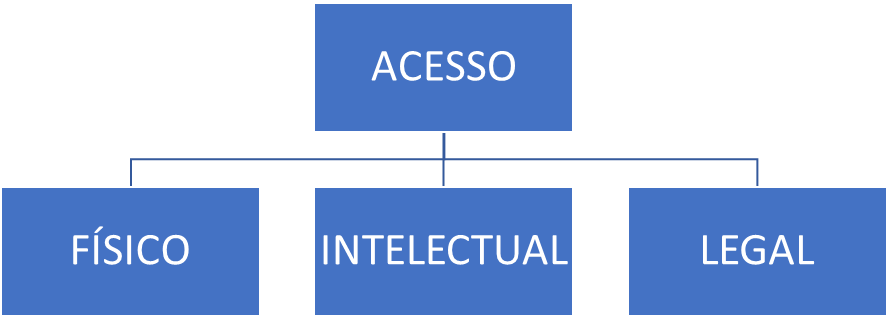 ACESSO
FÍSICO
INTELECTUAL
LEGAL